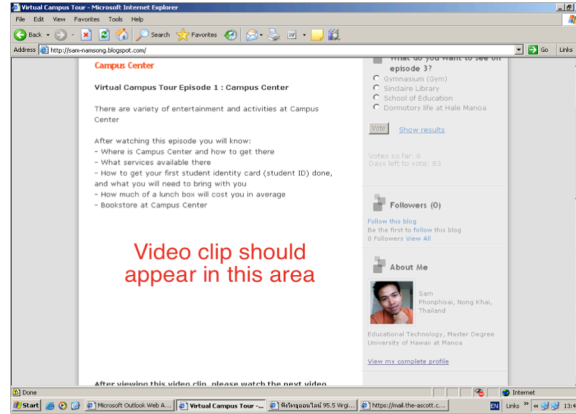 Virtual Campus Tour - Microsoft Internet Explorer
File Edit View Favorites Tools Help
Back Search Favorites
Address http://sam-namsong.blogspot.com/ Go Links
Campus Center
Virtual Campus Tour Episode 1 : Campus Center
There are variety of entertainment and activities at Campus
Center
After watching this episode you will know:
- Where is Campus Center and how to get there
- What services available there
- How to get your first student identity card (student ID) done,
and what you will need to bring with you
- How much of a lunch box will cost you in average
- Bookstore at Campus Center
Video clip should
appear in this area
After viewing this video clip, please watch the next video
What do you want to see on
episode 3?
Gymnasium (Gym)
Sinclaire Library
School of Education
Dormatory life at Hale Manoa
Vote Show results
Votes so far: 0
Days left to vote: 83
Followers (0)
Follow this blog
Be the first to follow this blog
0 Followers View All
About Me
Sam
Phonphisai, Nong Khai,
Thailand
Educational Technology, Master Degree
University of Hawaii at Manoa
View my complete profile
Done Internet
Start Microsoft Outlook Web A... Virtual Campus Tour -... https://mail.the-ascott.c... EN Links